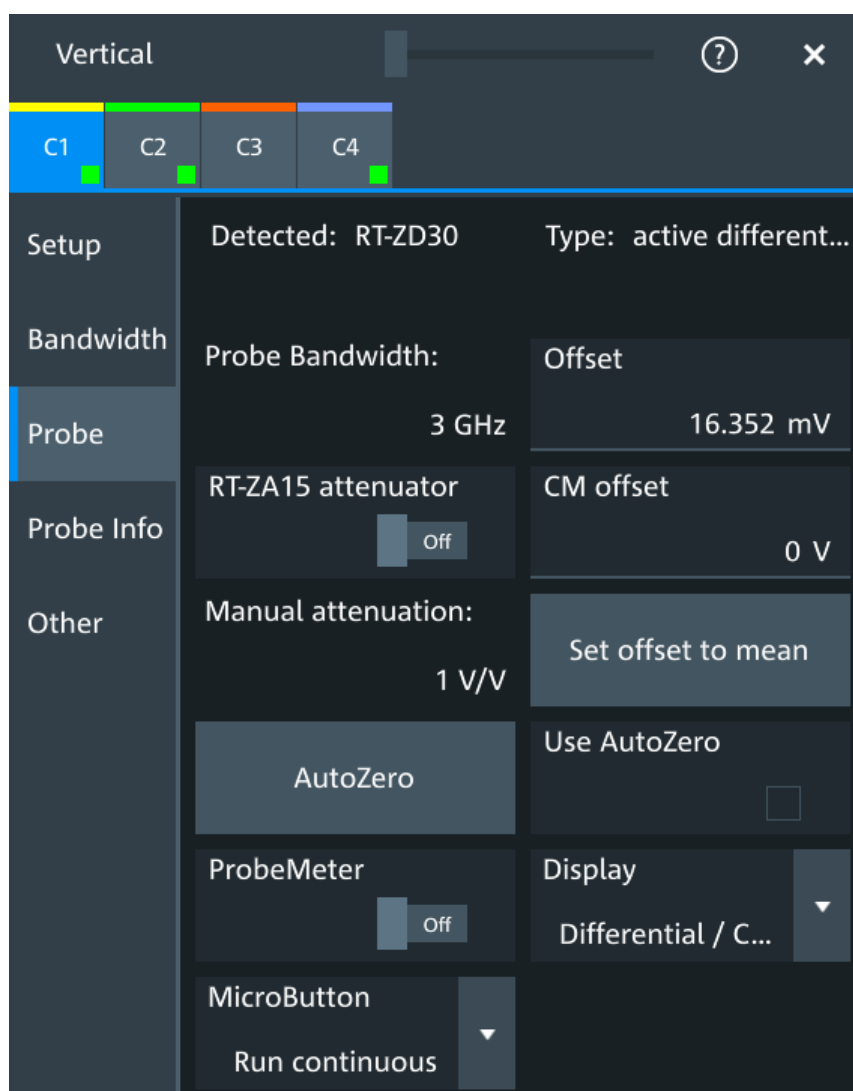 Vertical
?
C1 C2 C3 C4
Setup
Bandwidth
Probe
Probe Info
Other
Detected: RT-ZD30 Type: active different...
Probe Bandwidth:
3 GHz
Offset
16.352 mV
RT-ZA15 attenuator
Off
CM offset
0 V
Manual attenuation:
1 V/V
Set offset to mean
AutoZero
Use AutoZero
ProbeMeter
Off
Display
Differential / C...
MicroButton
Run continuous